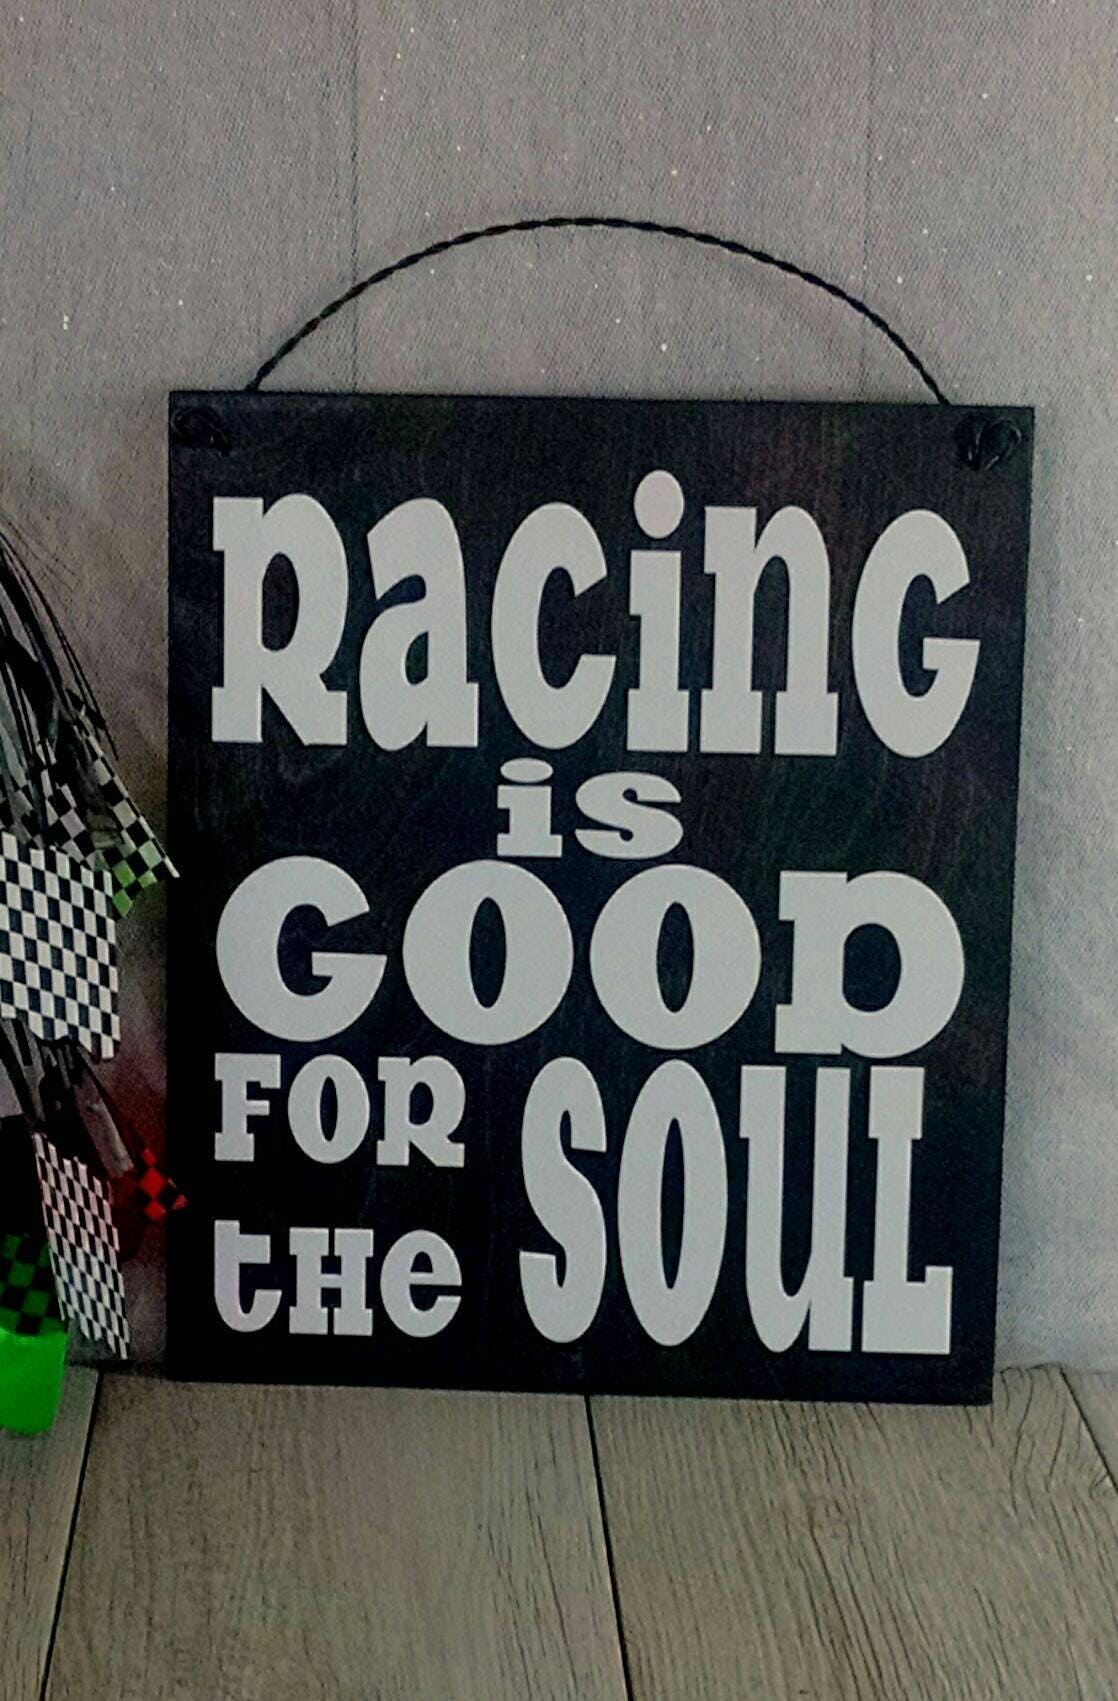 Racing
is
GOOD
FOR
tHe SOUL